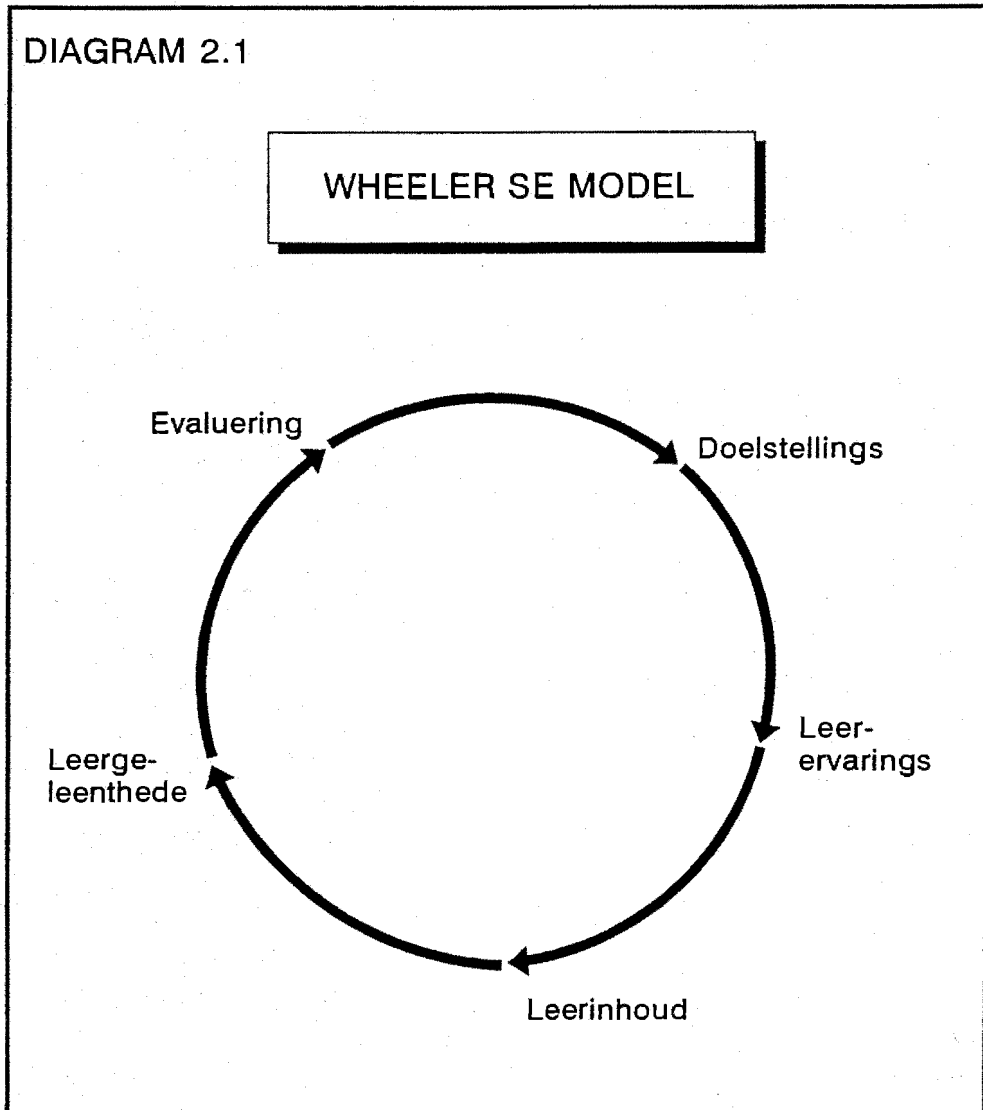 DIAGRAM 2.1
WHEELER SE MODEL
Evaluering
Doelstellings
Leer-
ervarings
Leerge-
leenthede
Leerinhoud